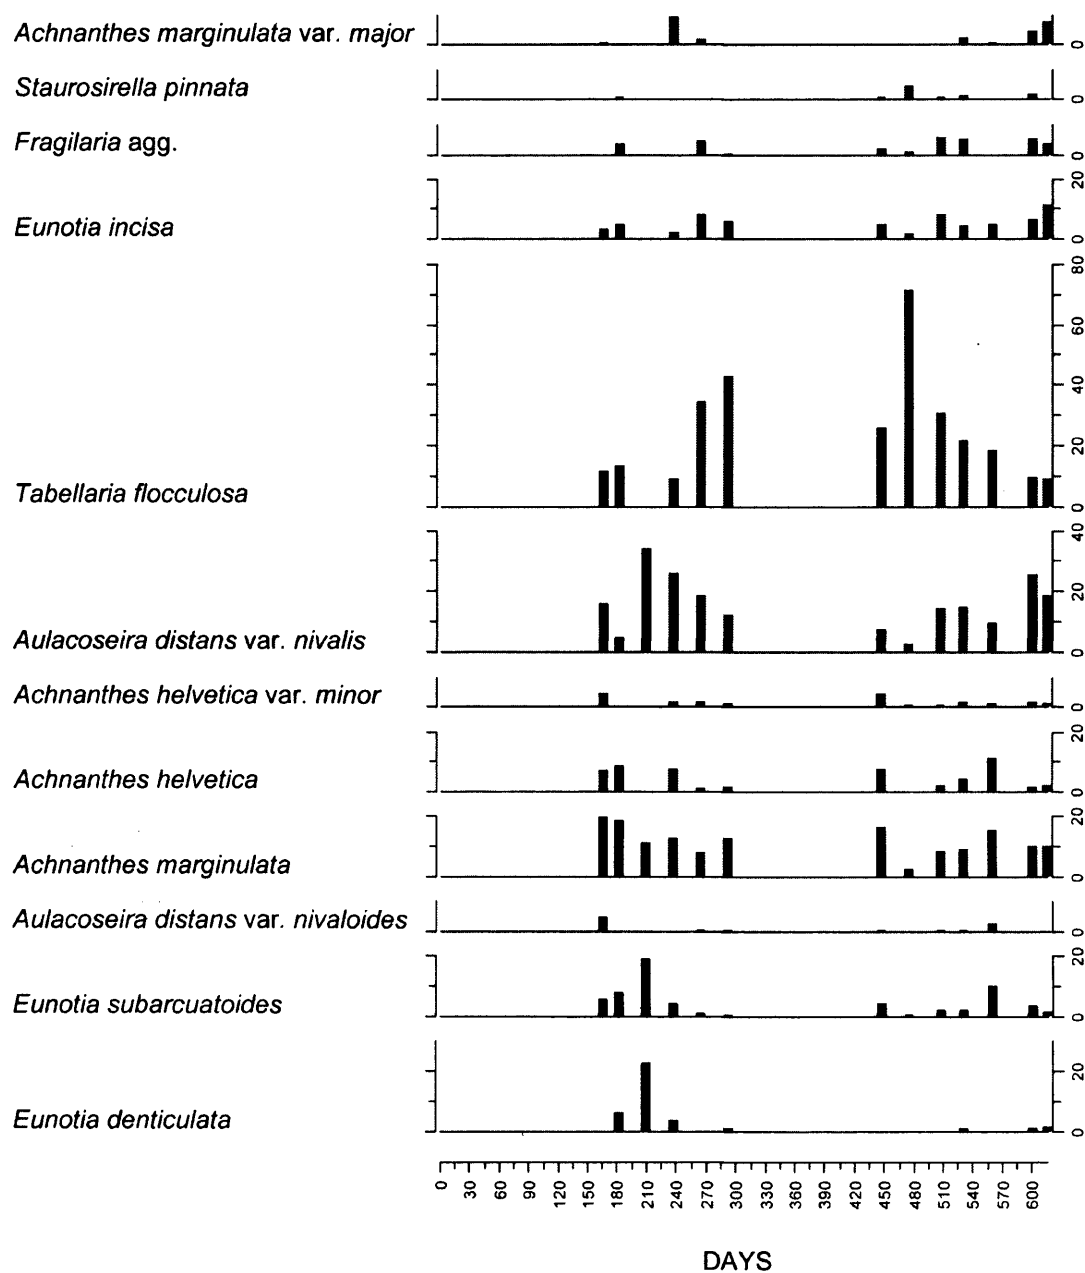 Achnanthes marginulata var. major
0
Staurosirella pinnata
0
Fragilaria agg.
0
Eunotia incisa
20
0
Tabellaria flocculosa
80
60
40
20
0
Aulacoseira distans var. nivalis
40
20
0
Achnanthes helvetica var. minor
0
Achnanthes helvetica
20
0
Achnanthes marginulata
20
0
Aulacoseira distans var. nivaloides
0
Eunotia subarcuatoides
20
0
Eunotia denticulata
20
0
0 30 60 90 120 150 180 210 240 270 300 330 360 390 420 450 480 510 540 570 600
DAYS